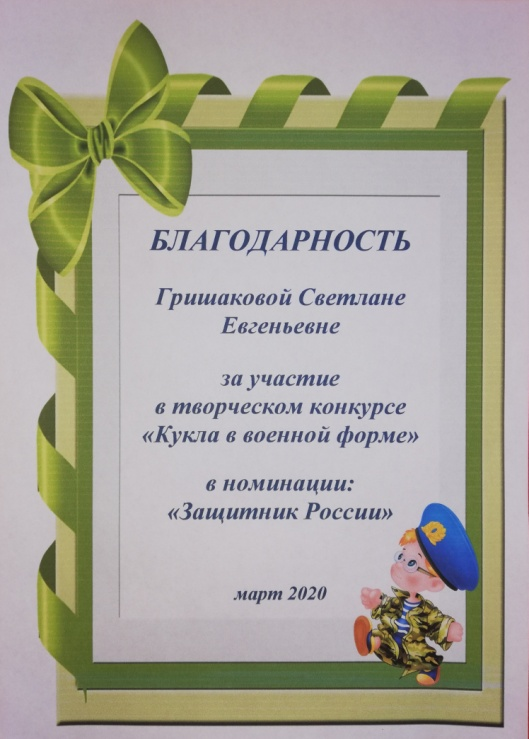 БЛАГОДАРНОСТЬ
Гришаковой Светлане
Евгеньевне
за участие
в творческом конкурсе
«Кукла в военной форме»
в номинации:
«Защитник России»
март 2020